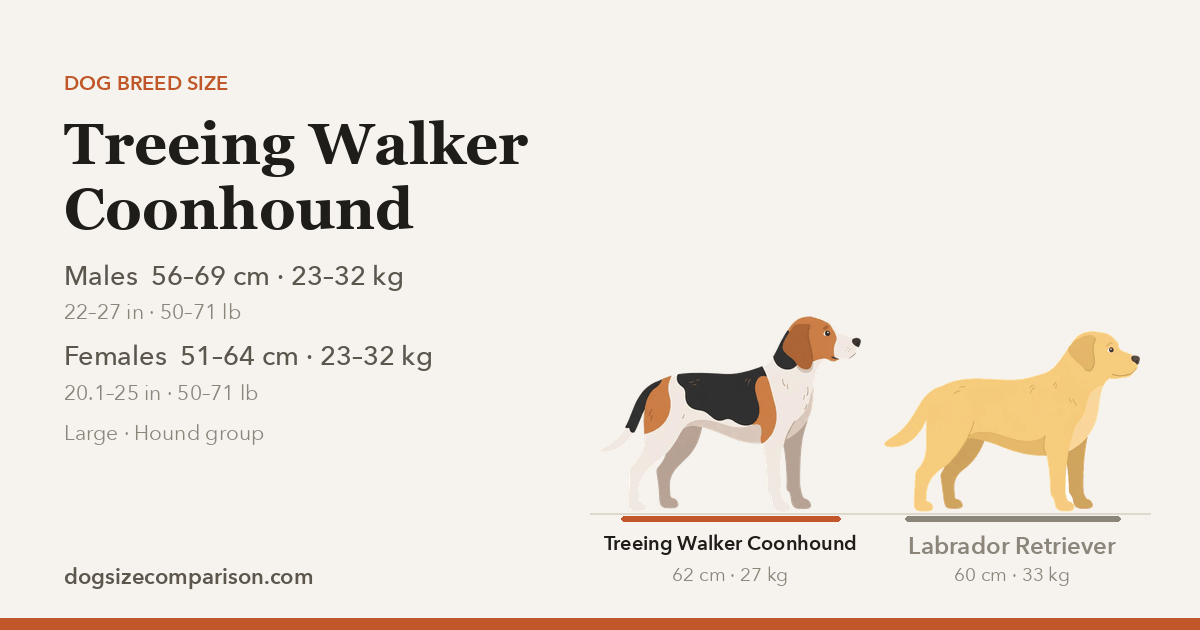 DOG BREED SIZE
Treeing Walker
Coonhound
Males 56–69 cm · 23–32 kg
22–27 in · 50–71 lb
Females 51–64 cm · 23–32 kg
20.1–25 in · 50–71 lb
Large · Hound group
Treeing Walker Coonhound
62 cm · 27 kg
Labrador Retriever
60 cm · 33 kg
dogsizecomparison.com